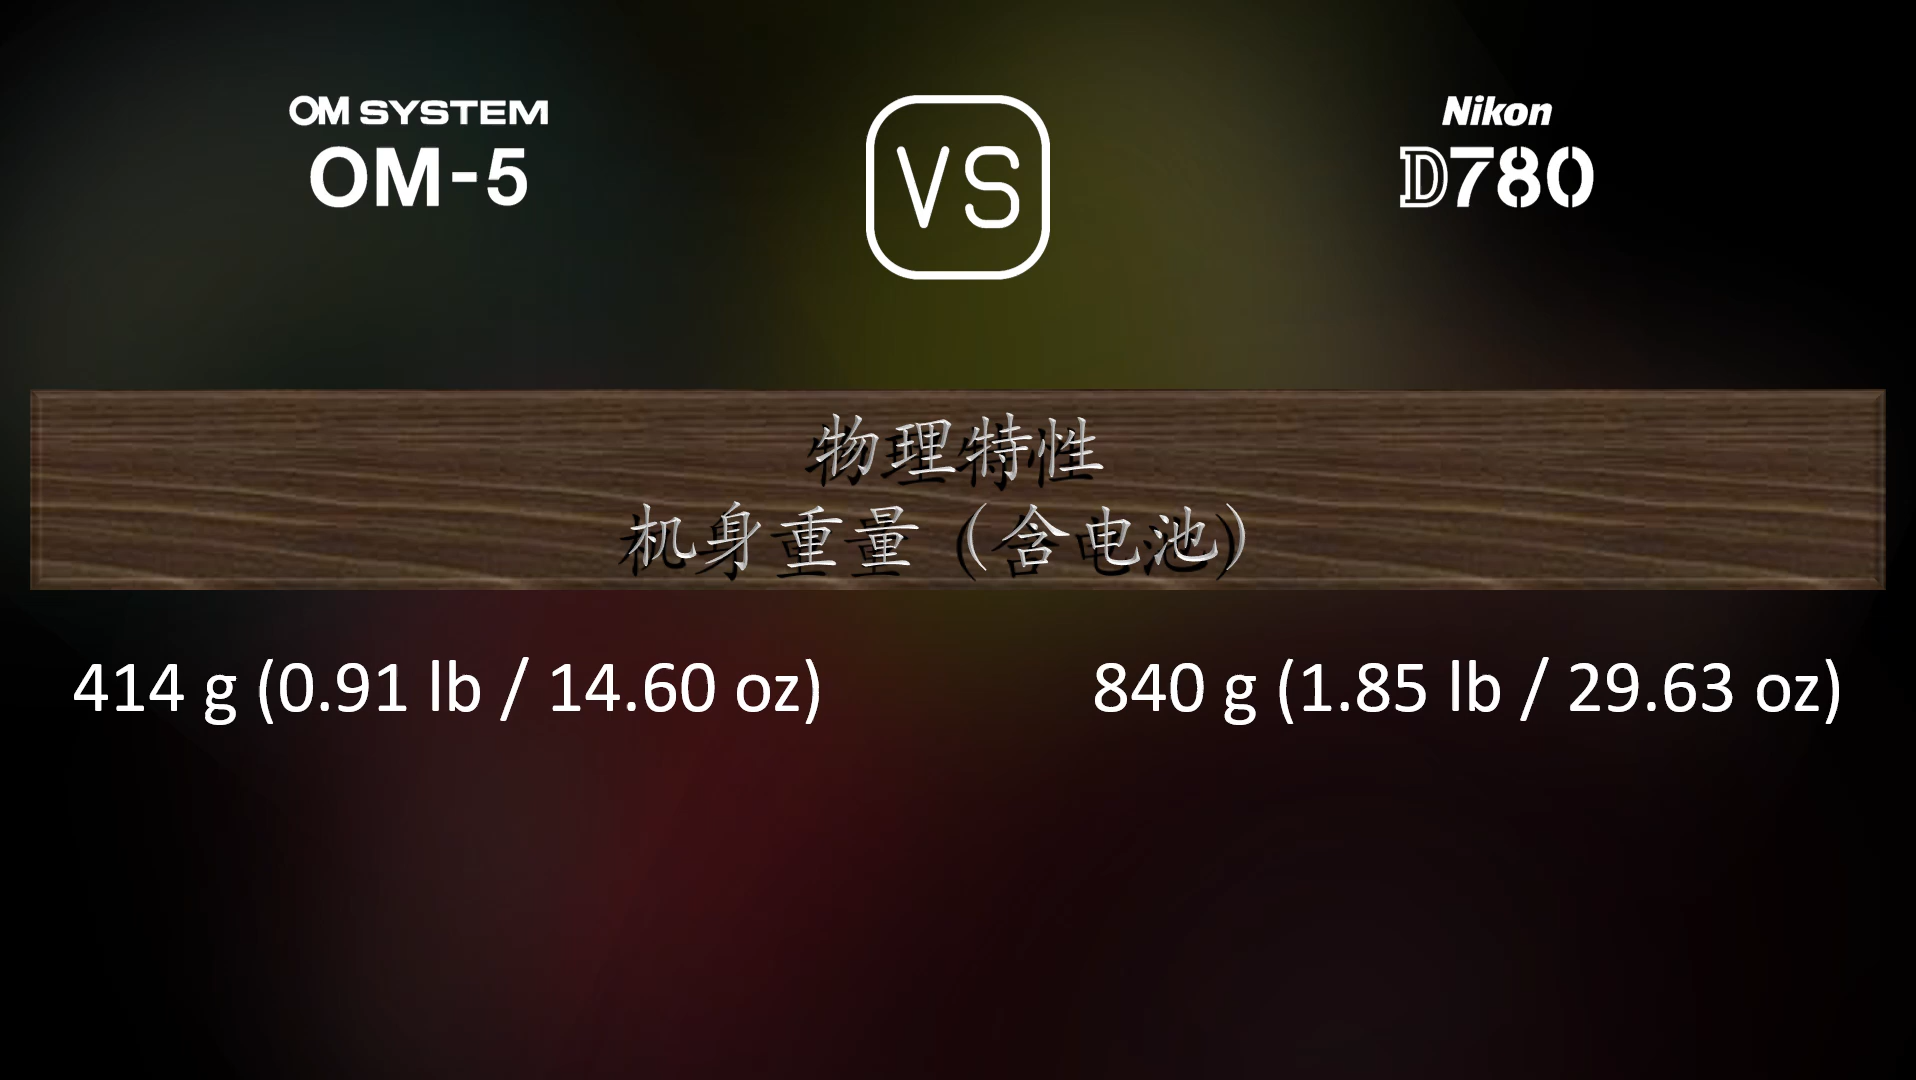 OM SYSTEM
OM-5
VS
Nikon
D780
物理特性
机身重量（含电池）
414 g (0.91 lb / 14.60 oz)
840 g (1.85 lb / 29.63 oz)